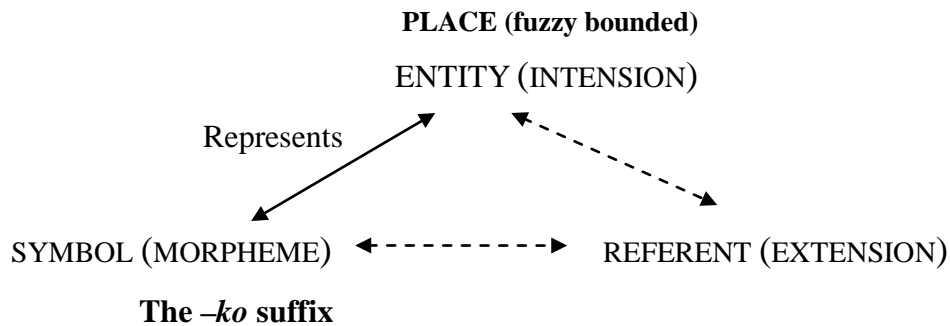 PLACE (fuzzy bounded)
ENTITY (INTENSION)
Represents
SYMBOL (MORPHEME) REFERENT (EXTENSION)
The –ko suffix